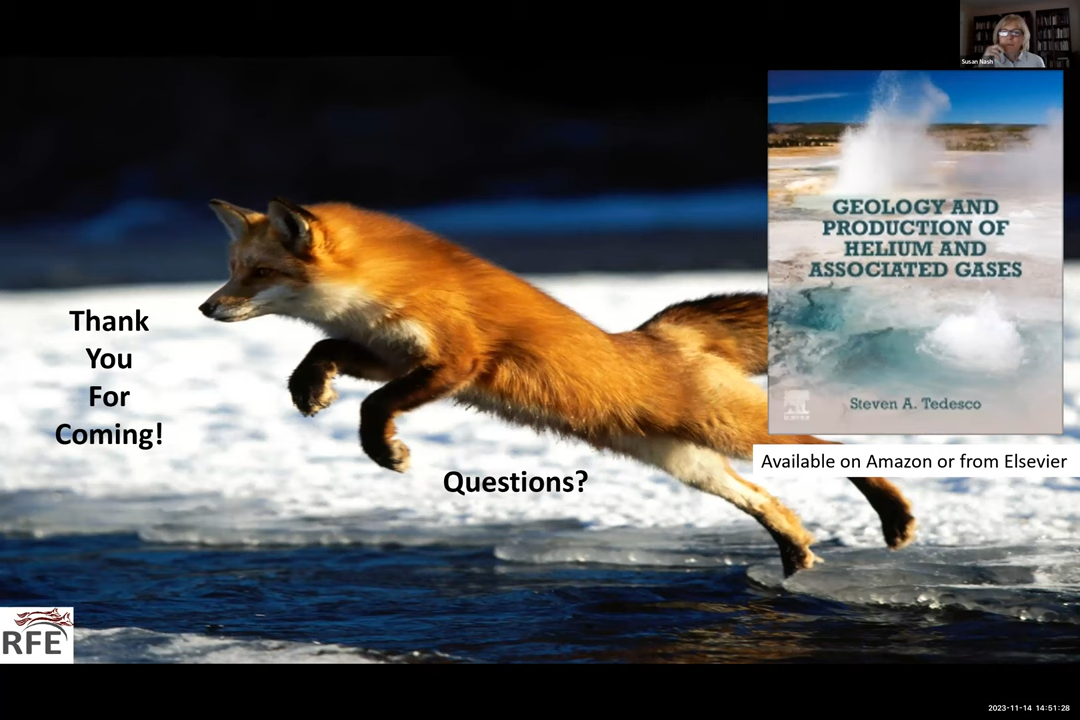 Susan Nash
GEOLOGY AND
PRODUCTION OF
HELIUM AND
ASSOCIATED GASES
Steven A. Tedesco
Available on Amazon or from Elsevier
Thank
You
For
Coming!
Questions?
RFE
2023-11-14 14:51:28